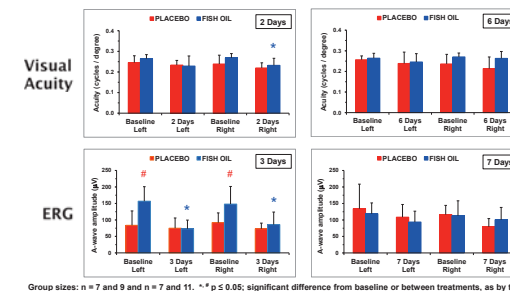 PLACEBO FISH OIL
2 Days
Visual Acuity
Acuity (cycles / degree)
0.4
0.3
0.2
0.1
0.0
*
Baseline Left
2 Days Left
Baseline Right
2 Days Right
PLACEBO FISH OIL
6 Days
Acuity (cycles / degree)
0.4
0.3
0.2
0.1
0.0
Baseline Left
6 Days Left
Baseline Right
6 Days Right
PLACEBO FISH OIL
3 Days
ERG
A-wave amplitude (µV)
250
200
150
100
50
0
# * # *
Baseline Left
3 Days Left
Baseline Right
3 Days Right
PLACEBO FISH OIL
7 Days
A-wave amplitude (µV)
250
200
150
100
50
0
Baseline Left
7 Days Left
Baseline Right
7 Days Right
Group sizes: n = 7 and 9 and n = 7 and 11. *,# p ≤ 0.05; significant difference from baseline or between treatments, as by